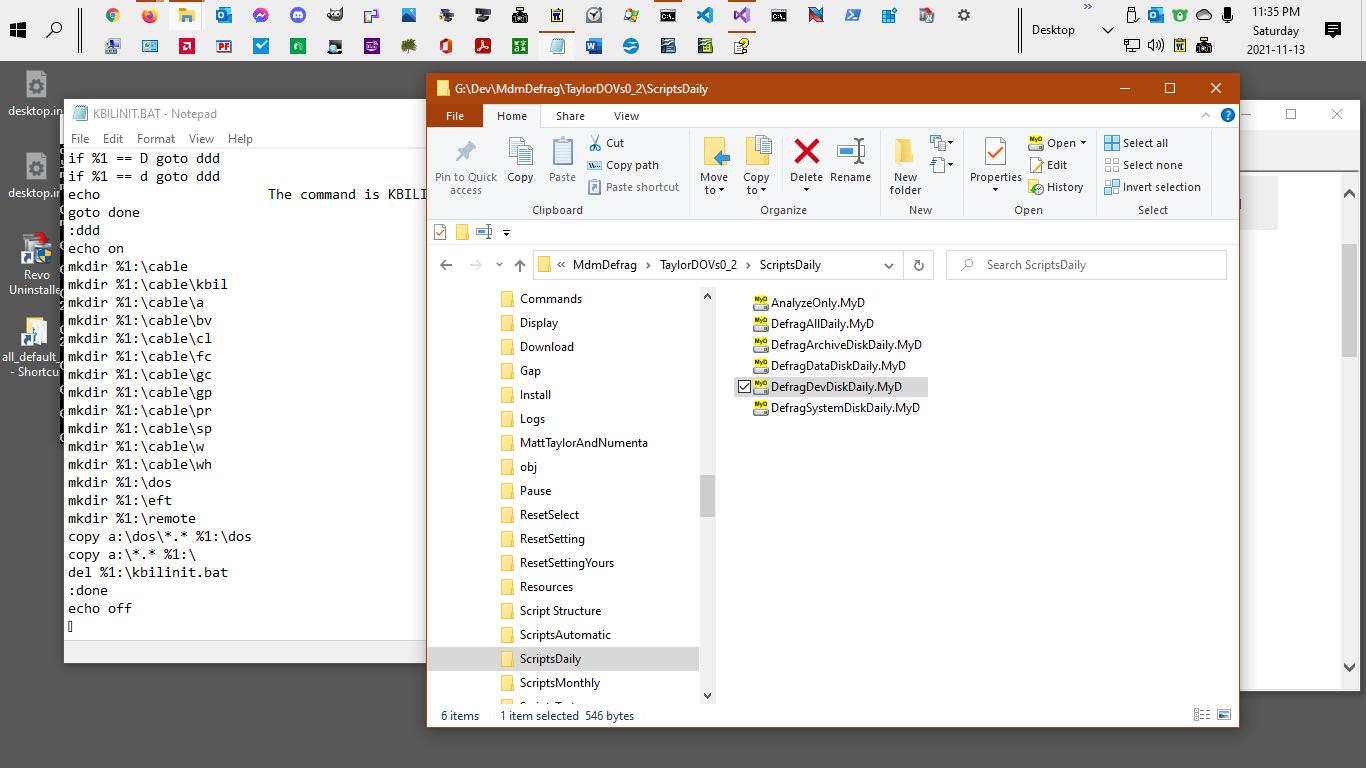 Desktop
»
11:35 PM
Saturday
2021-11-13
desktop.in
desktop.in
Revo
Uninstalle
all_default_
- Shortcu
KBILINIT.BAT - Notepad
File Edit Format View Help
if %1 == D goto ddd
if %1 == d goto ddd
echo The command is KBILI
goto done
:ddd
echo on
mkdir %1:\cable
mkdir %1:\cable\kbil
mkdir %1:\cable\a
mkdir %1:\cable\bv
mkdir %1:\cable\cl
mkdir %1:\cable\fc
mkdir %1:\cable\gc
mkdir %1:\cable\gp
mkdir %1:\cable\pr
mkdir %1:\cable\sp
mkdir %1:\cable\w
mkdir %1:\cable\wh
mkdir %1:\dos
mkdir %1:\eft
mkdir %1:\remote
copy a:\dos\*.* %1:\dos
copy a:\*.* %1:\
del %1:\kbilinit.bat
:done
echo off
G:\Dev\MdmDefrag\TaylorDOVs0_2\ScriptsDaily
File Home Share View
Pin to Quick
access
Copy
Paste
Cut
Copy path
Paste shortcut
Clipboard
Move
to
Copy
to
Delete
Rename
Organize
New
folder
New
Properties
Open
Edit
History
Open
Select all
Select none
Invert selection
Select
« MdmDefrag › TaylorDOVs0_2 › ScriptsDaily
Search ScriptsDaily
Commands
Display
Download
Gap
Install
Logs
MattTaylorAndNumenta
obj
Pause
ResetSelect
ResetSetting
ResetSettingYours
Resources
Script Structure
ScriptsAutomatic
ScriptsDaily
ScriptsMonthly
AnalyzeOnly.MyD
DefragAllDaily.MyD
DefragArchiveDiskDaily.MyD
DefragDataDiskDaily.MyD
DefragDevDiskDaily.MyD
DefragSystemDiskDaily.MyD
6 items 1 item selected 546 bytes